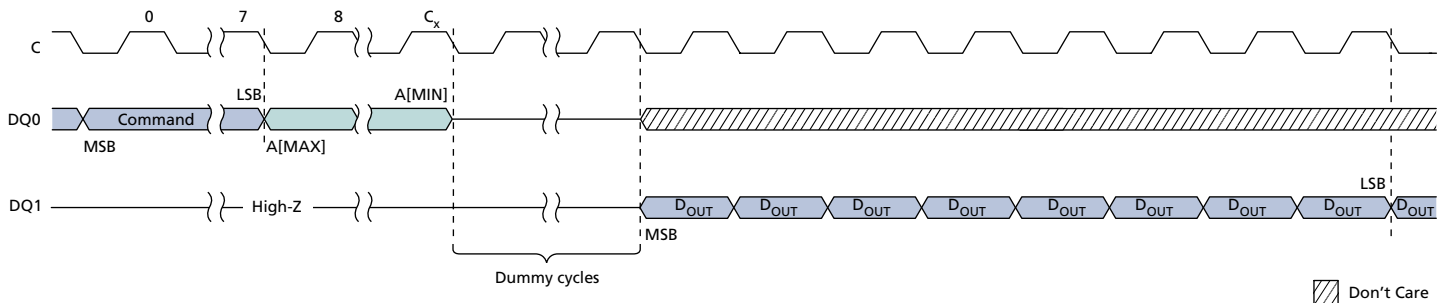 0 7 8 Cx
C
LSB A[MIN]
DQ0 Command
MSB A[MAX]
LSB
DQ1 High-Z DOUT DOUT DOUT DOUT DOUT DOUT DOUT DOUT DOUT
MSB
Dummy cycles
Don't Care